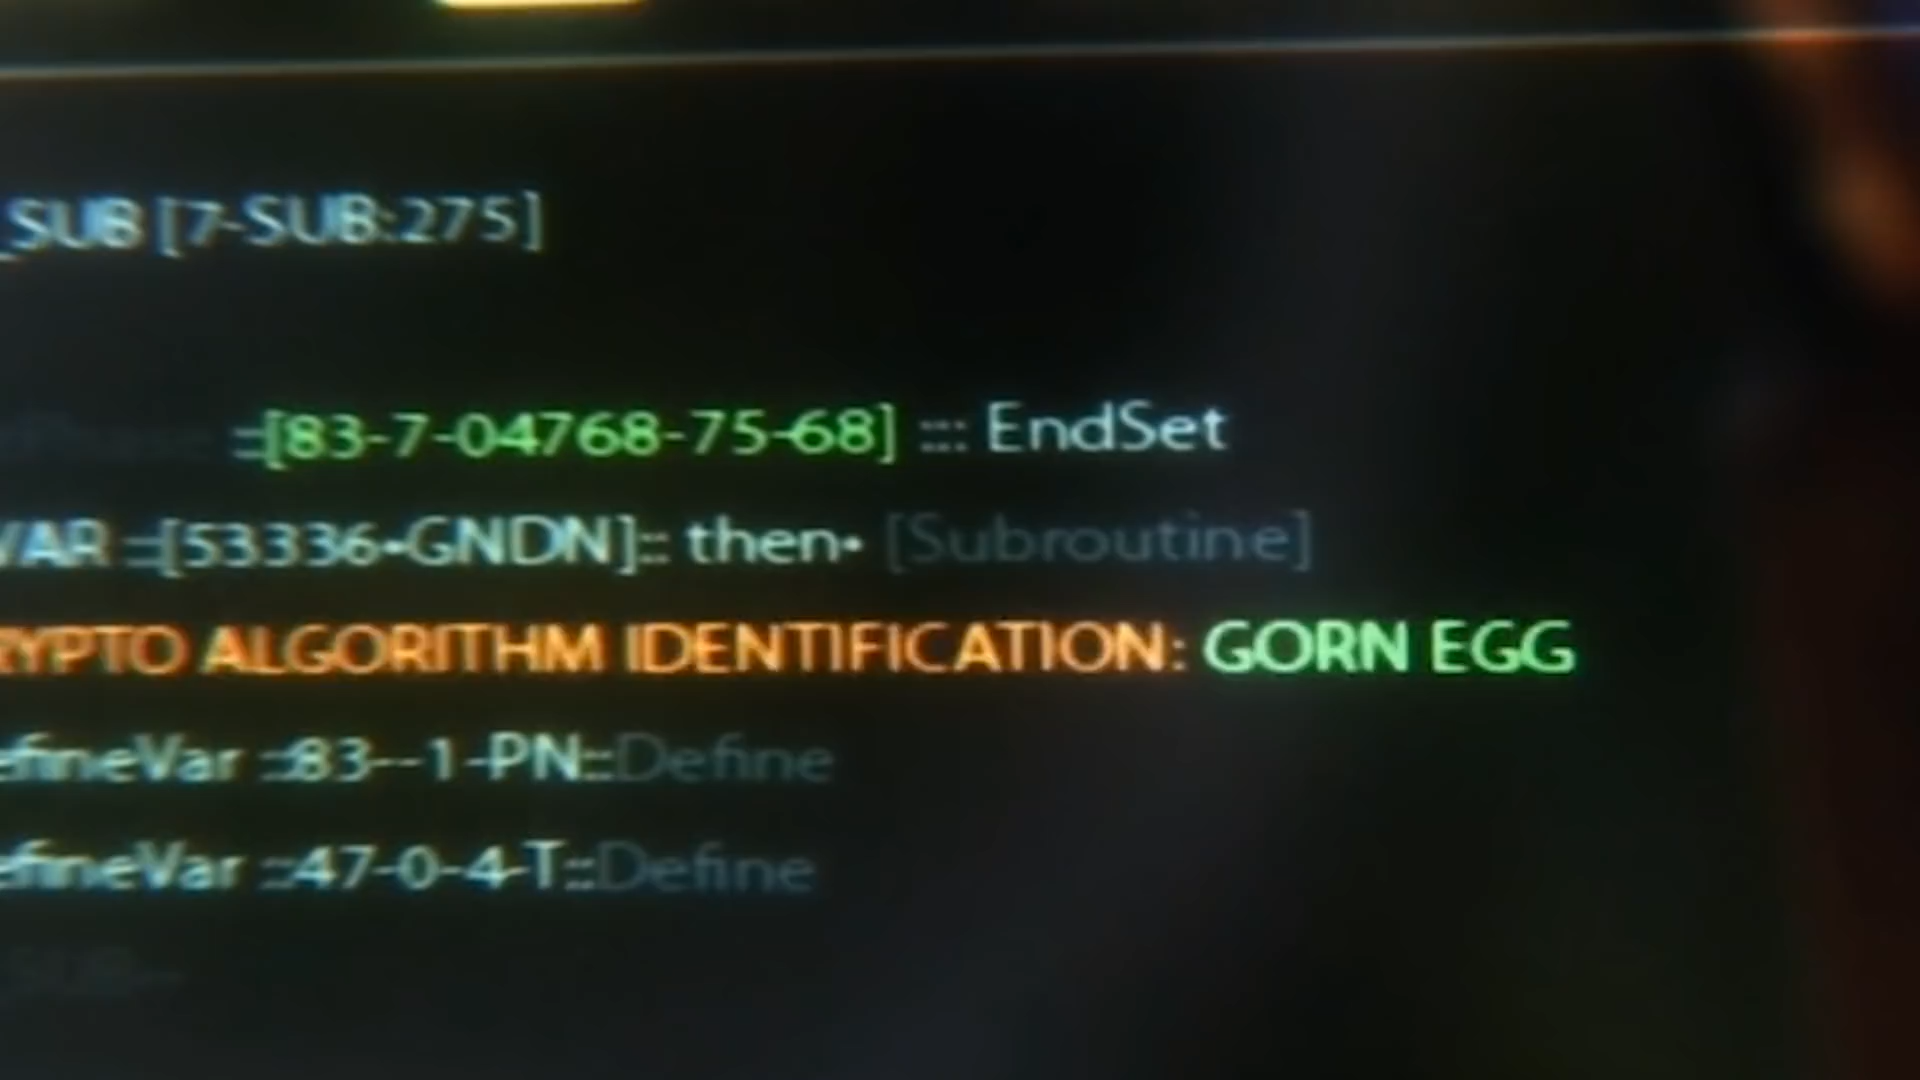 _SUB [7-SUB:275]
::[83-7-04768-75-68] ::: EndSet
VAR ::[53336•GNDN]:: then• [Subroutine]
RYPTO ALGORITHM IDENTIFICATION: GORN EGG
efineVar ::83--1-PN::Define
efineVar ::47-0-4-T::Define
SUB